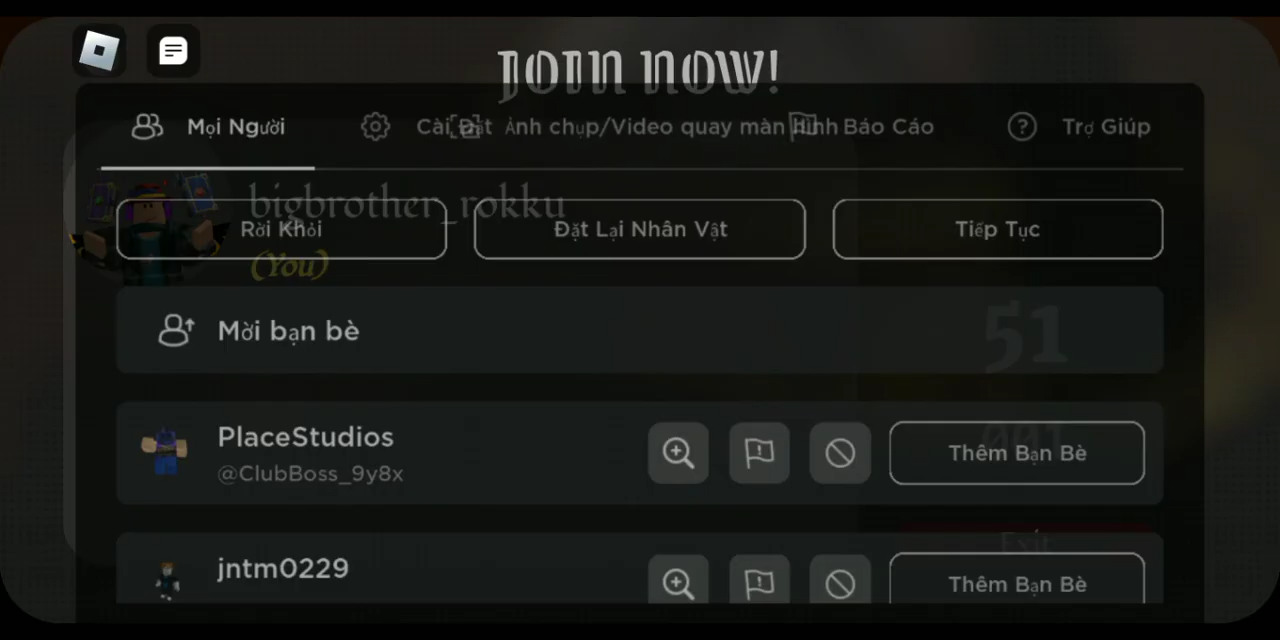 JOIN NOW!
Mọi Người
Cài Đặt
Ảnh chụp/Video quay màn hình
Báo Cáo
Trợ Giúp
bigbrother_rokku
Rời Khỏi
Đặt Lại Nhân Vật
Tiếp Tục
(You)
Mời bạn bè
51
PlaceStudios
@ClubBoss_9y8x
Thêm Bạn Bè
001
Exit
jntm0229
Thêm Bạn Bè